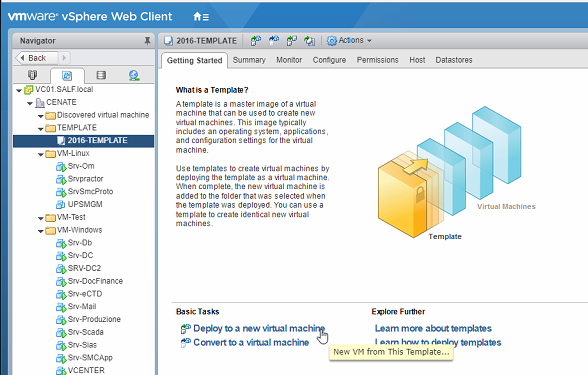 vmware® vSphere Web Client
Navigator
Back
VC01.SALF.local
CENATE
Discovered virtual machine
TEMPLATE
2016-TEMPLATE
VM-Linux
Srv-Om
Srvpractor
SrvSmcProto
UPSMGM
VM-Test
VM-Windows
Srv-Db
Srv-DC
SRV-DC2
Srv-DocFinance
Srv-eCTD
Srv-Mail
Srv-Produzione
Srv-Scada
Srv-Sias
Srv-SMCApp
VCENTER
2016-TEMPLATE
Actions
Getting Started Summary Monitor Configure Permissions Host Datastores
What is a Template?
A template is a master image of a virtual
machine that can be used to create new
virtual machines. This image typically
includes an operating system, applications,
and configuration settings for the virtual
machine.
Use templates to create virtual machines by
deploying the template as a virtual machine.
When complete, the new virtual machine is
added to the folder that was selected when
the template was deployed. You can use a
template to create identical new virtual
machines.
Virtual Machines
Template
Basic Tasks
Deploy to a new virtual machine
Convert to a virtual machine
Explore Further
Learn more about templates
Learn how to deploy templates
New VM from This Template...